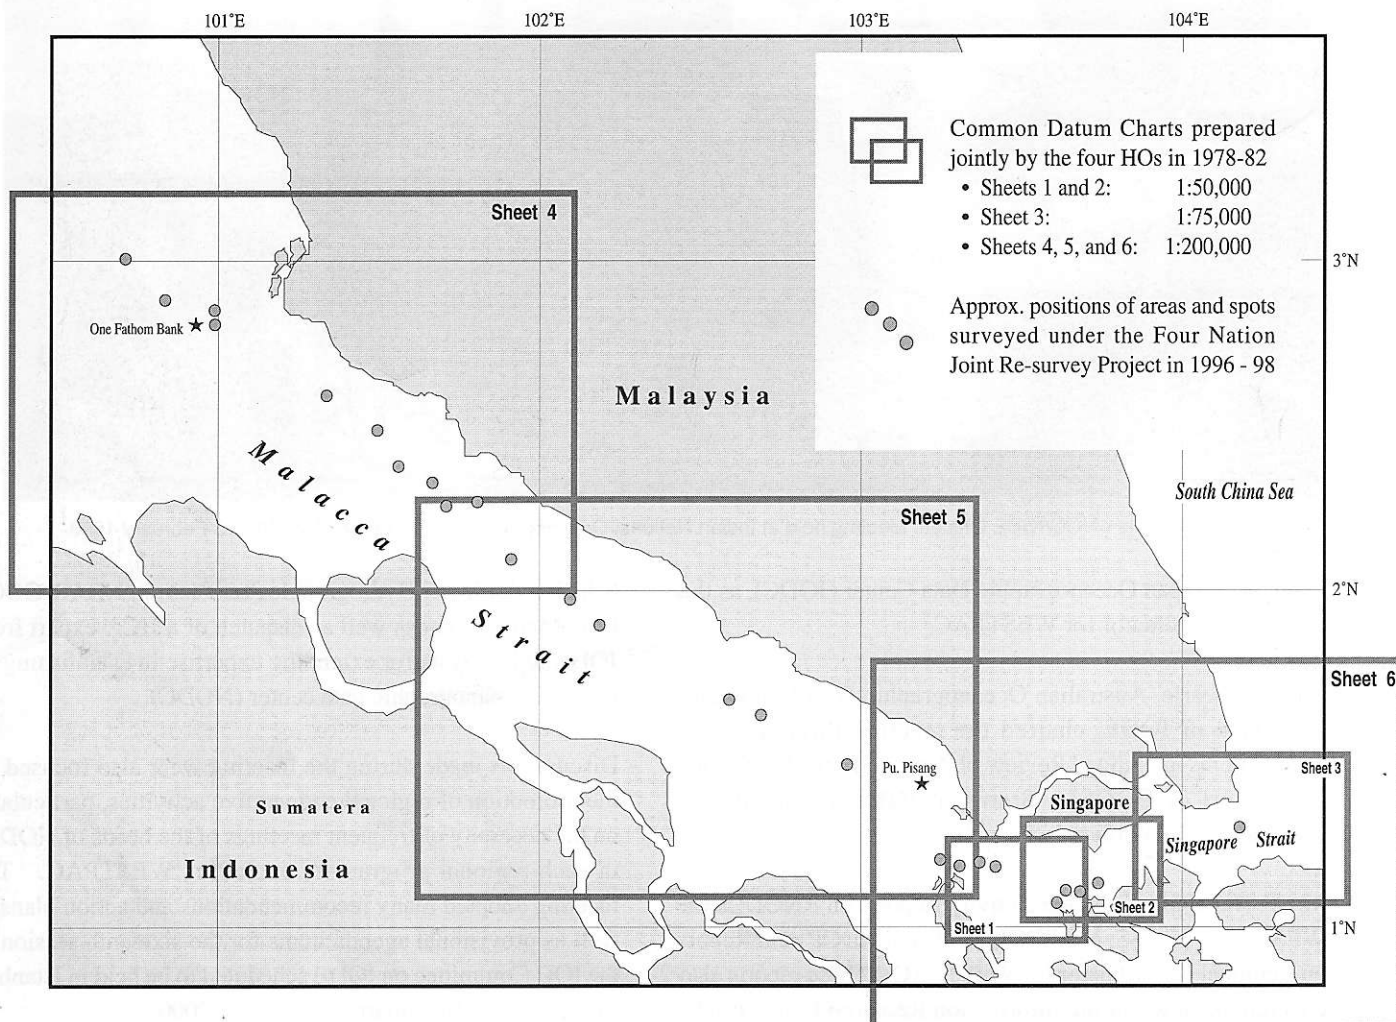 101°E 102°E 103°E 104°E
Common Datum Charts prepared
jointly by the four HOs in 1978-82
• Sheets 1 and 2: 1:50,000
• Sheet 3: 1:75,000
• Sheets 4, 5, and 6: 1:200,000
Sheet 4
3°N
Approx. positions of areas and spots
surveyed under the Four Nation
Joint Re-survey Project in 1996 - 98
One Fathom Bank
Malaysia
Malacca
South China Sea
Sheet 5
2°N
Strait
Sheet 6
Pu. Pisang
Sheet 3
Singapore
Sumatera
Singapore Strait
Indonesia
Sheet 2
Sheet 1
1°N